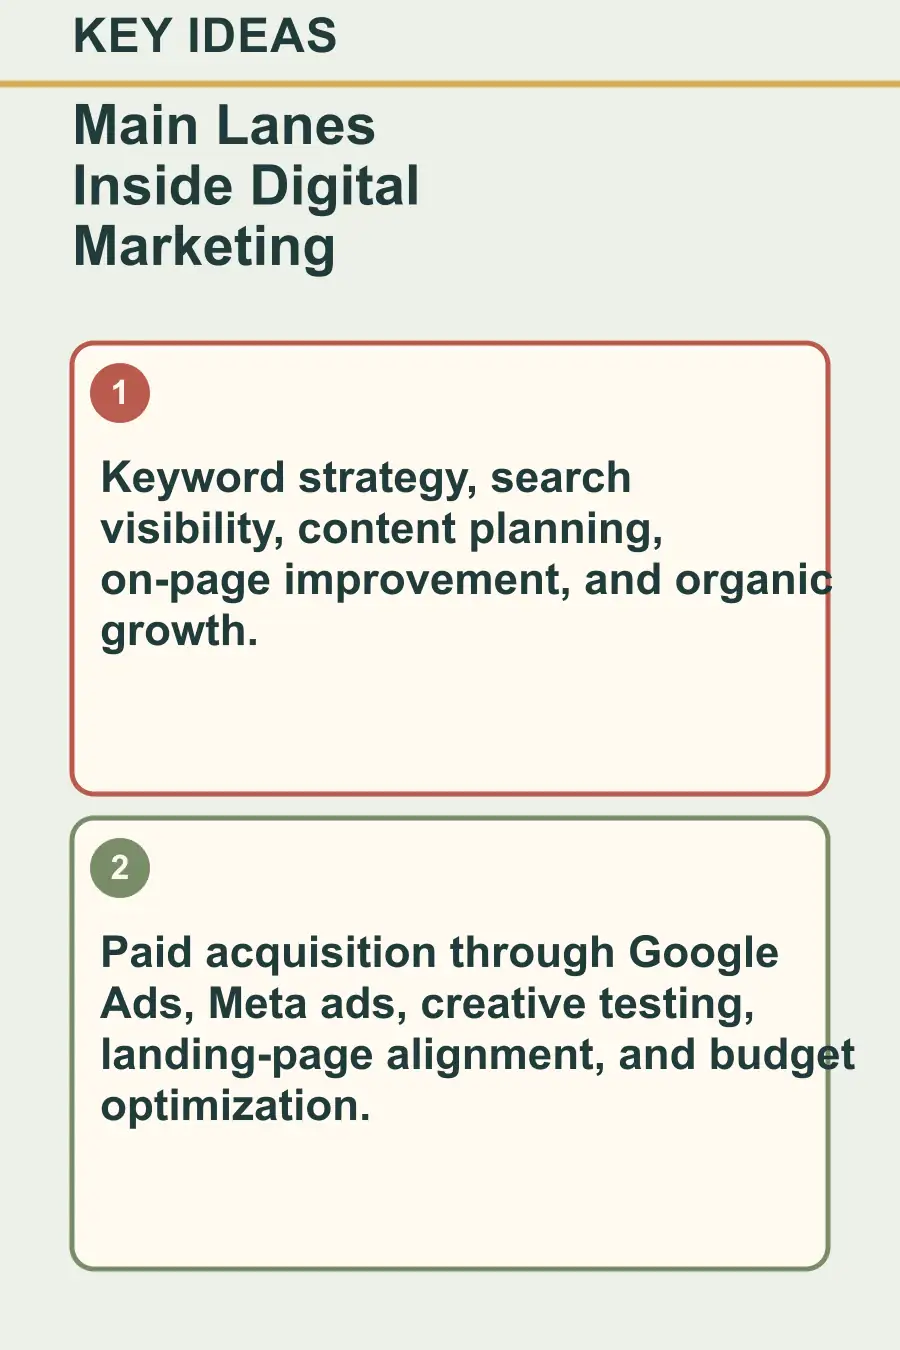 KEY IDEAS
Main Lanes
Inside Digital
Marketing
1
Keyword strategy, search
visibility, content planning,
on-page improvement, and organic
growth.
2
Paid acquisition through Google
Ads, Meta ads, creative testing,
landing-page alignment, and budget
optimization.